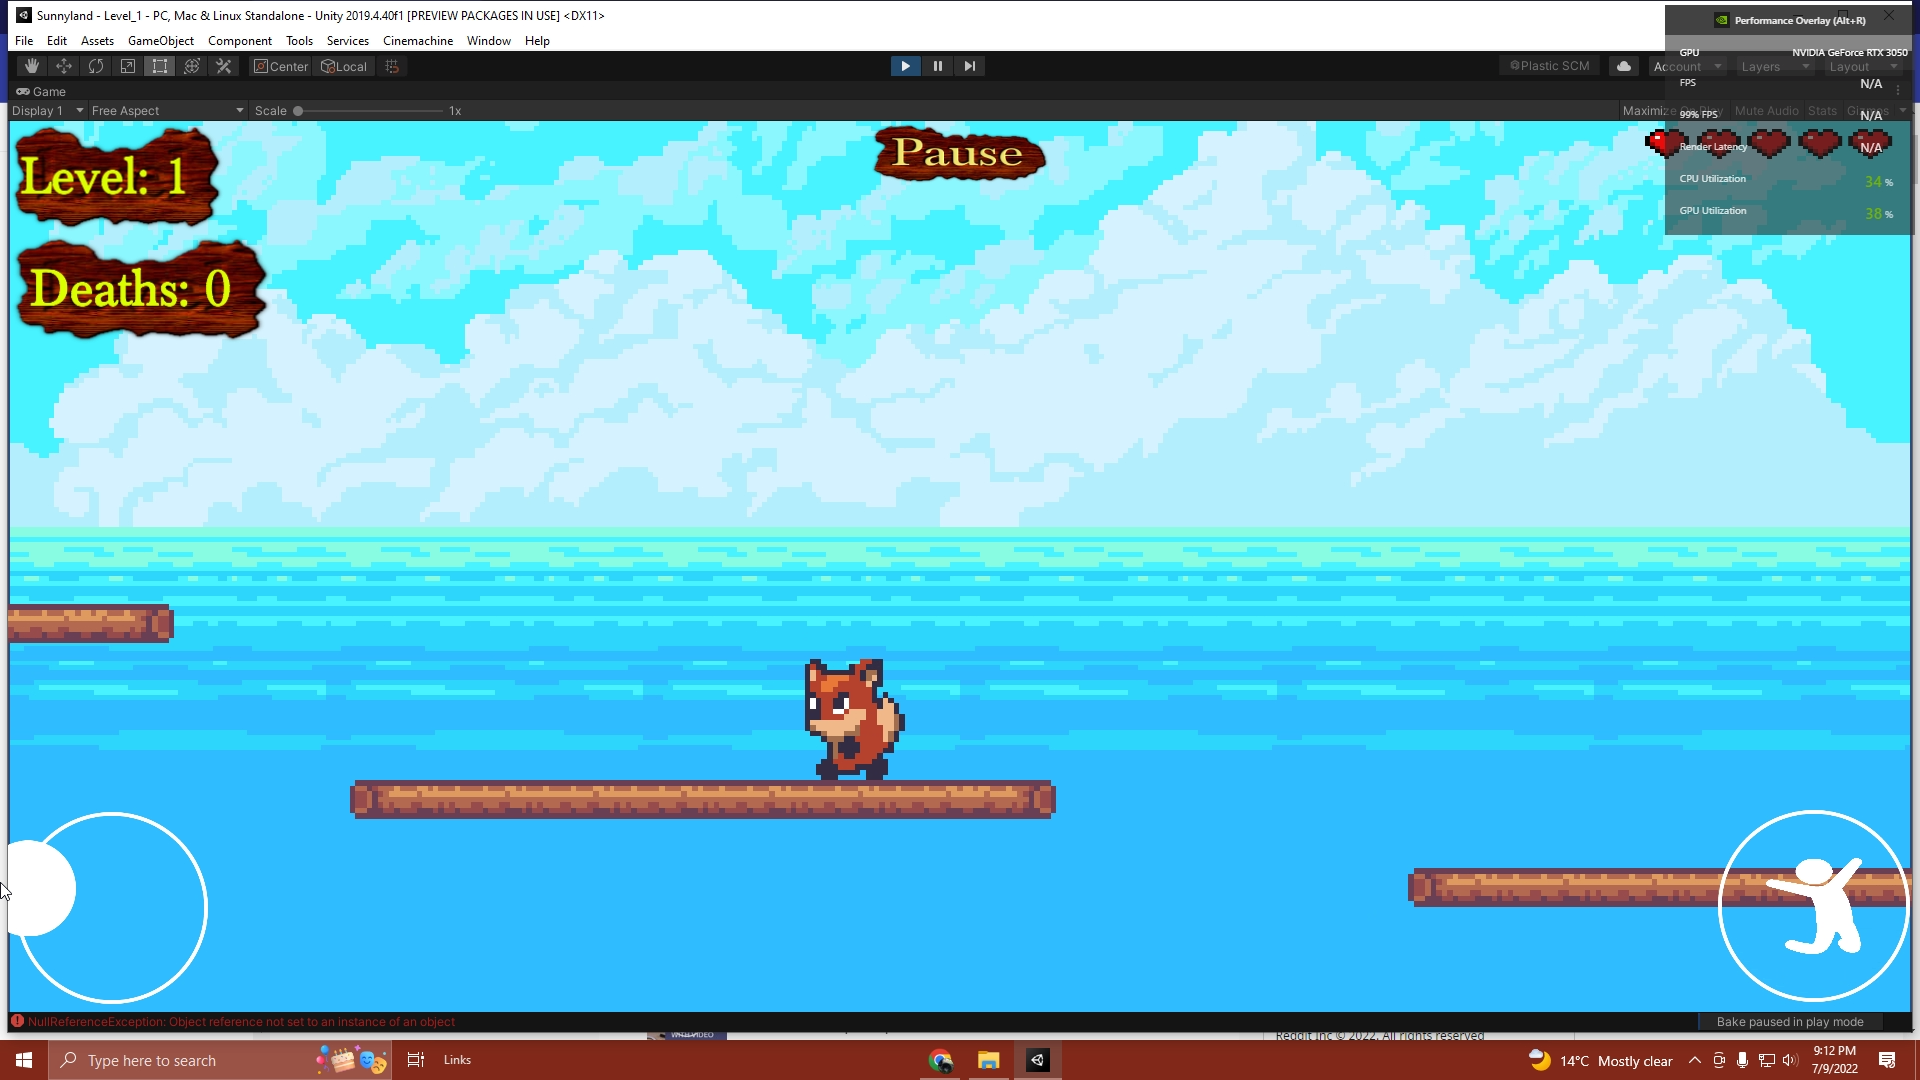 Sunnyland - Level_1 - PC, Mac & Linux Standalone - Unity 2019.4.40f1 [PREVIEW PACKAGES IN USE] <DX11>
Performance Overlay (Alt+R)
File Edit Assets GameObject Component Tools Services Cinemachine Window Help
GPU NVIDIA GeForce RTX 3050
Center Local Plastic SCM Account Layers Layout
FPS N/A
Game
Display 1 Free Aspect Scale 1x Maximize On Play Mute Audio Stats Gizmos
99% FPS N/A
Render Latency N/A
CPU Utilization 34 %
GPU Utilization 38 %
Pause
Level: 1
Deaths: 0
NullReferenceException: Object reference not set to an instance of an object
Bake paused in play mode
Reddit Inc © 2022. All rights reserved
Type here to search
Links
14°C Mostly clear
9:12 PM
7/9/2022